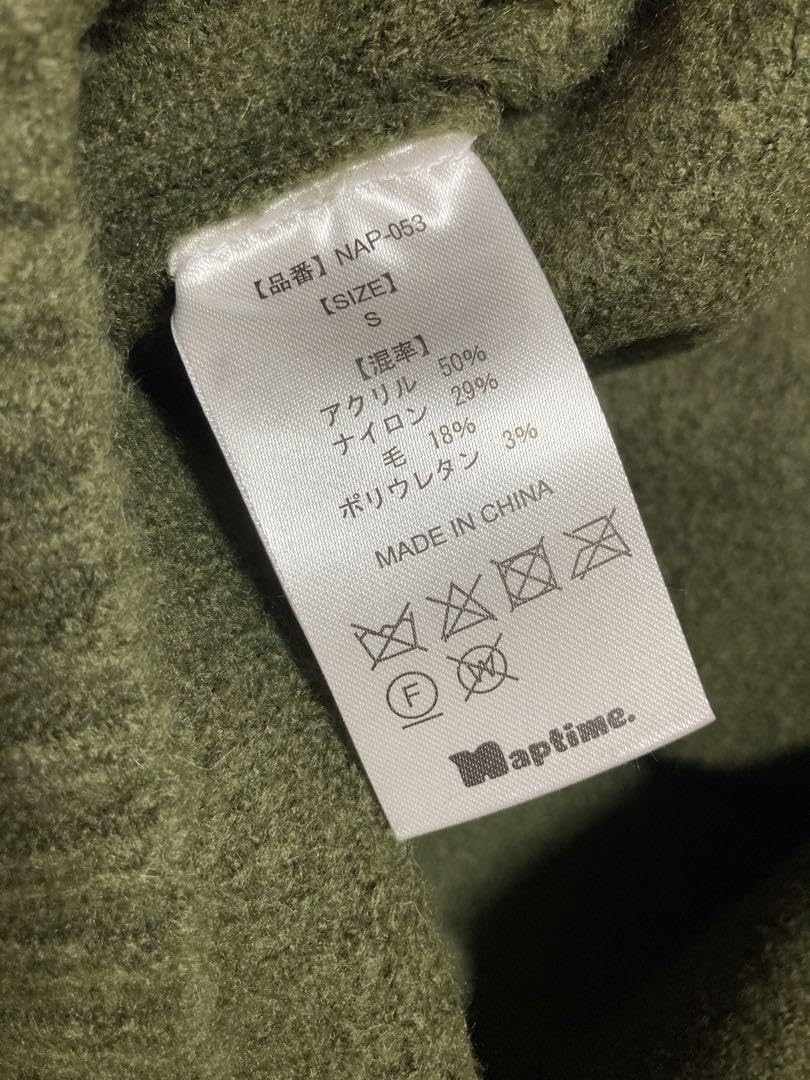 【品番】NAP-053
【SIZE】
S
【混率】
アクリル 50%
ナイロン 29%
毛 18%
ポリウレタン 3%
MADE IN CHINA
F W
Naptime.